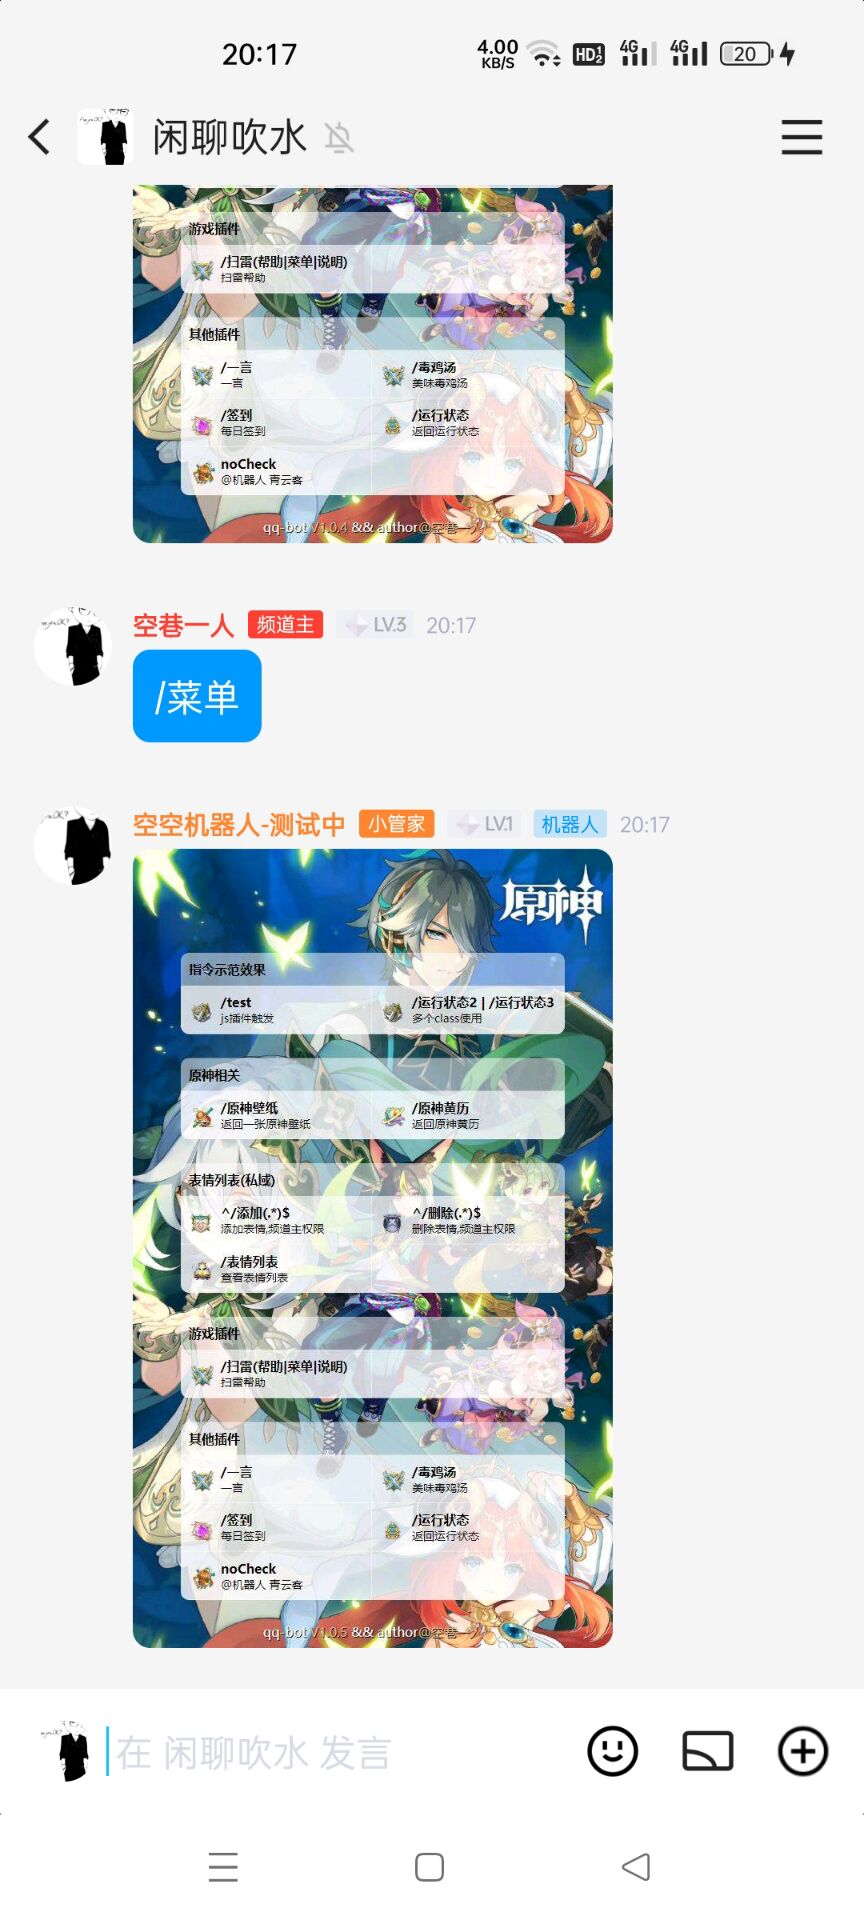 20:17
4.00
KB/S
HD
4G
4G
20
闲聊吹水
游戏插件
/扫雷(帮助|菜单|说明)
扫雷帮助
其他插件
/一言
一言
/毒鸡汤
美味毒鸡汤
/签到
每日签到
/运行状态
返回运行状态
noCheck
@机器人 青云客
qq-bot V1.0.4 && author@空巷一人
空巷一人 频道主 LV.3 20:17
/菜单
空空机器人-测试中 小管家 LV.1 机器人 20:17
原神
指令示范效果
/test
js插件触发
/运行状态2 | /运行状态3
多个class使用
原神相关
/原神壁纸
返回一张原神壁纸
/原神黄历
返回原神黄历
表情列表(私域)
^/添加(.*)$
添加表情,频道主权限
^/删除(.*)$
删除表情,频道主权限
/表情列表
查看表情列表
游戏插件
/扫雷(帮助|菜单|说明)
扫雷帮助
其他插件
/一言
一言
/毒鸡汤
美味毒鸡汤
/签到
每日签到
/运行状态
返回运行状态
noCheck
@机器人 青云客
qq-bot V1.0.5 && author@空巷一人
在 闲聊吹水 发言